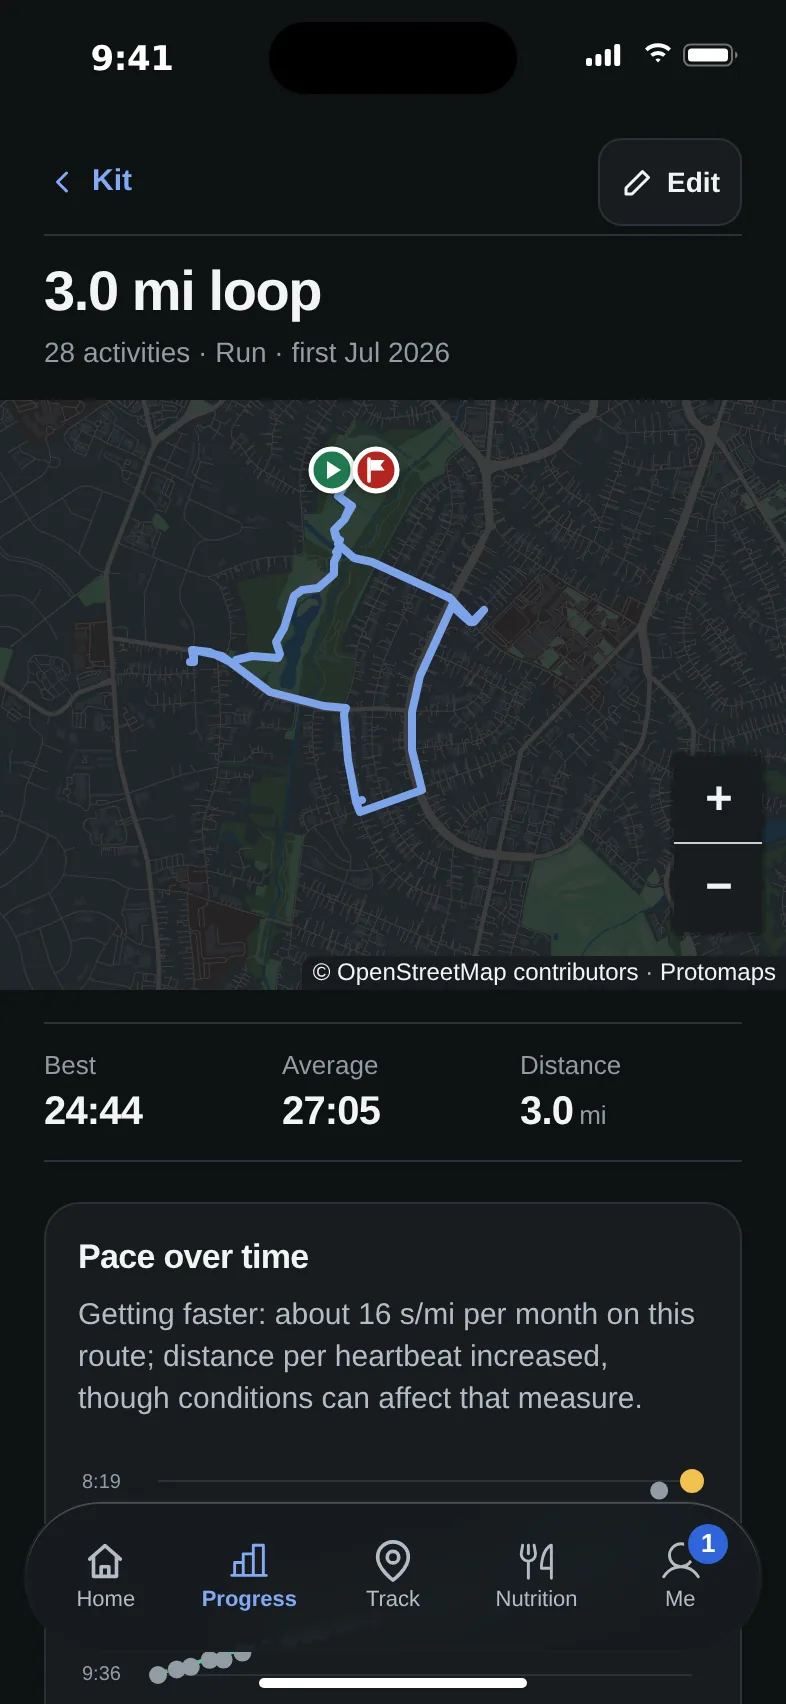 9:41
Kit
Edit
3.0 mi loop
28 activities · Run · first Jul 2026
+
−
© OpenStreetMap contributors · Protomaps
Best
Average
Distance
24:44
27:05
3.0 mi
Pace over time
Getting faster: about 16 s/mi per month on this
route; distance per heartbeat increased,
though conditions can affect that measure.
8:19
1
Home
Progress
Track
Nutrition
Me
9:36